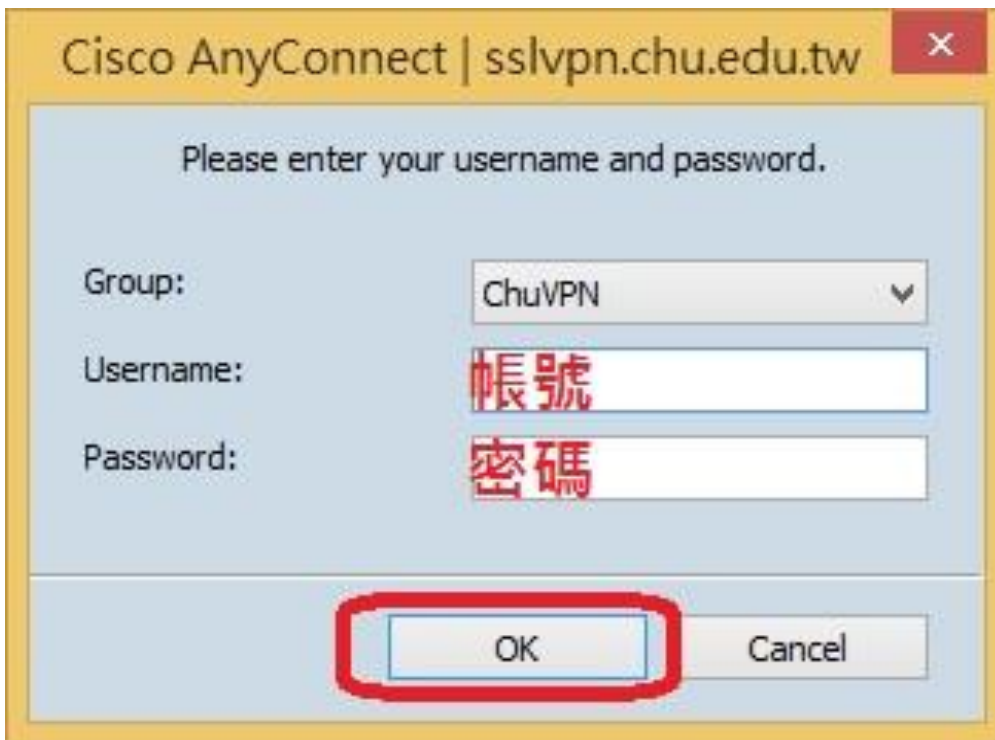 Cisco AnyConnect | sslvpn.chu.edu.tw
Please enter your username and password.
Group: ChuVPN
Username: 帳號
Password: 密碼
OK Cancel